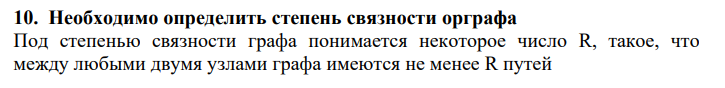 10. Необходимо определить степень связности орграфа
Под степенью связности графа понимается некоторое число R, такое, что
между любыми двумя узлами графа имеются не менее R путей